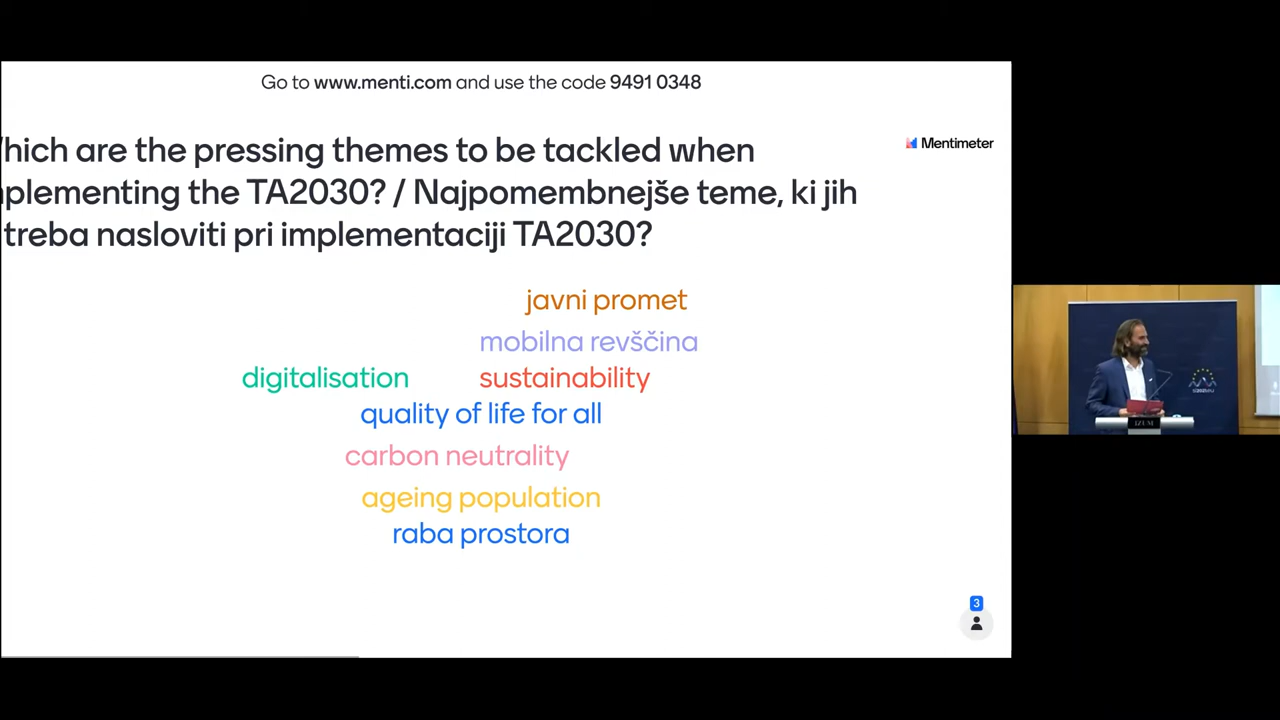 Go to www.menti.com and use the code 9491 0348
hich are the pressing themes to be tackled when
Mentimeter
plementing the TA2030? / Najpomembnejše teme, ki jih
treba nasloviti pri implementaciji TA2030?
javni promet
mobilna revščina
digitalisation sustainability
quality of life for all
carbon neutrality
ageing population
raba prostora
3
IZUM